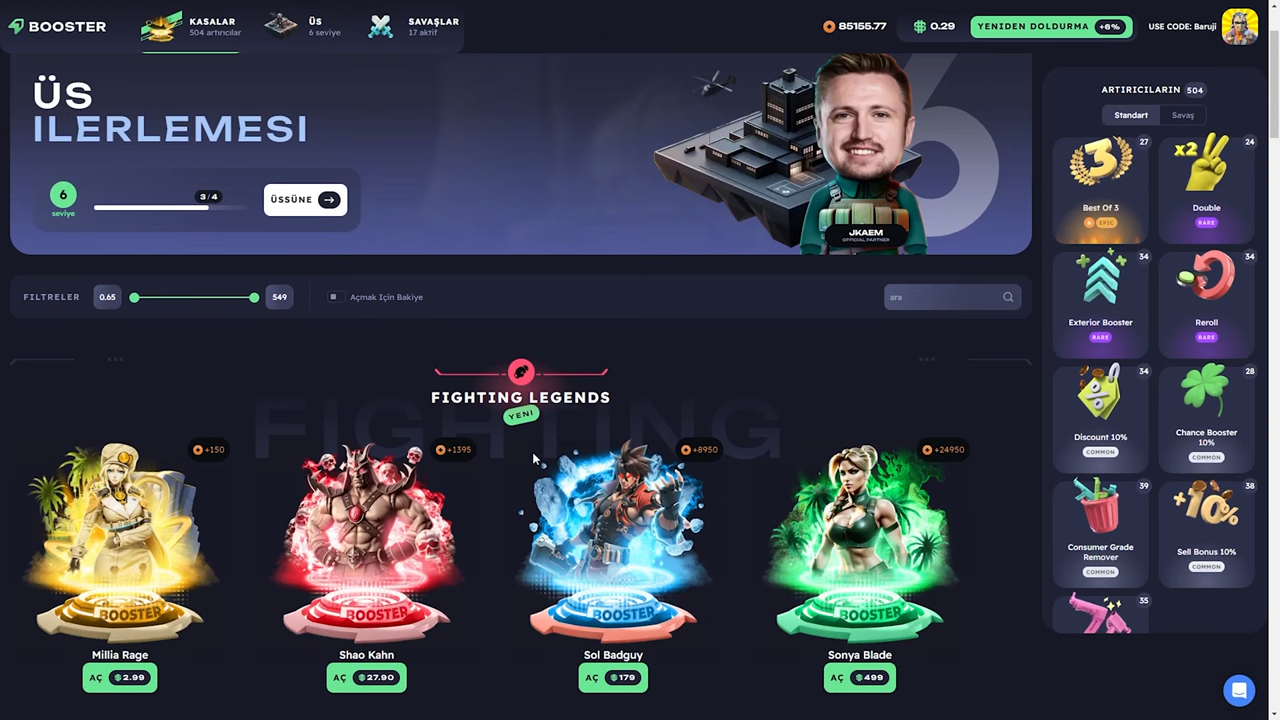 BOOSTER
KASALAR
504 artırıcılar
ÜS
6 seviye
SAVAŞLAR
17 aktif
85155.77
0.29
YENİDEN DOLDURMA +6%
USE CODE: Baruji
ÜS
ILERLEMESI
6
seviye
3/4
ÜSSÜNE
6
JKAEM
OFFICIAL PARTNER
FILTRELER
0.65
549
Açmak Için Bakiye
ara
FIGHTING
FIGHTING LEGENDS
YENI
+150
BOOSTER
Millia Rage
AÇ $2.99
+1395
BOOSTER
Shao Kahn
AÇ $27.90
+8950
BOOSTER
Sol Badguy
AÇ $179
+24950
BOOSTER
Sonya Blade
AÇ $499
ARTIRICILARIN 504
Standart
Savaş
27
3
Best Of 3
EPIC
24
x2
Double
RARE
34
Exterior Booster
RARE
34
Reroll
RARE
34
%
Discount 10%
COMMON
28
Chance Booster
10%
COMMON
39
Consumer Grade
Remover
COMMON
38
+10%
Sell Bonus 10%
COMMON
35